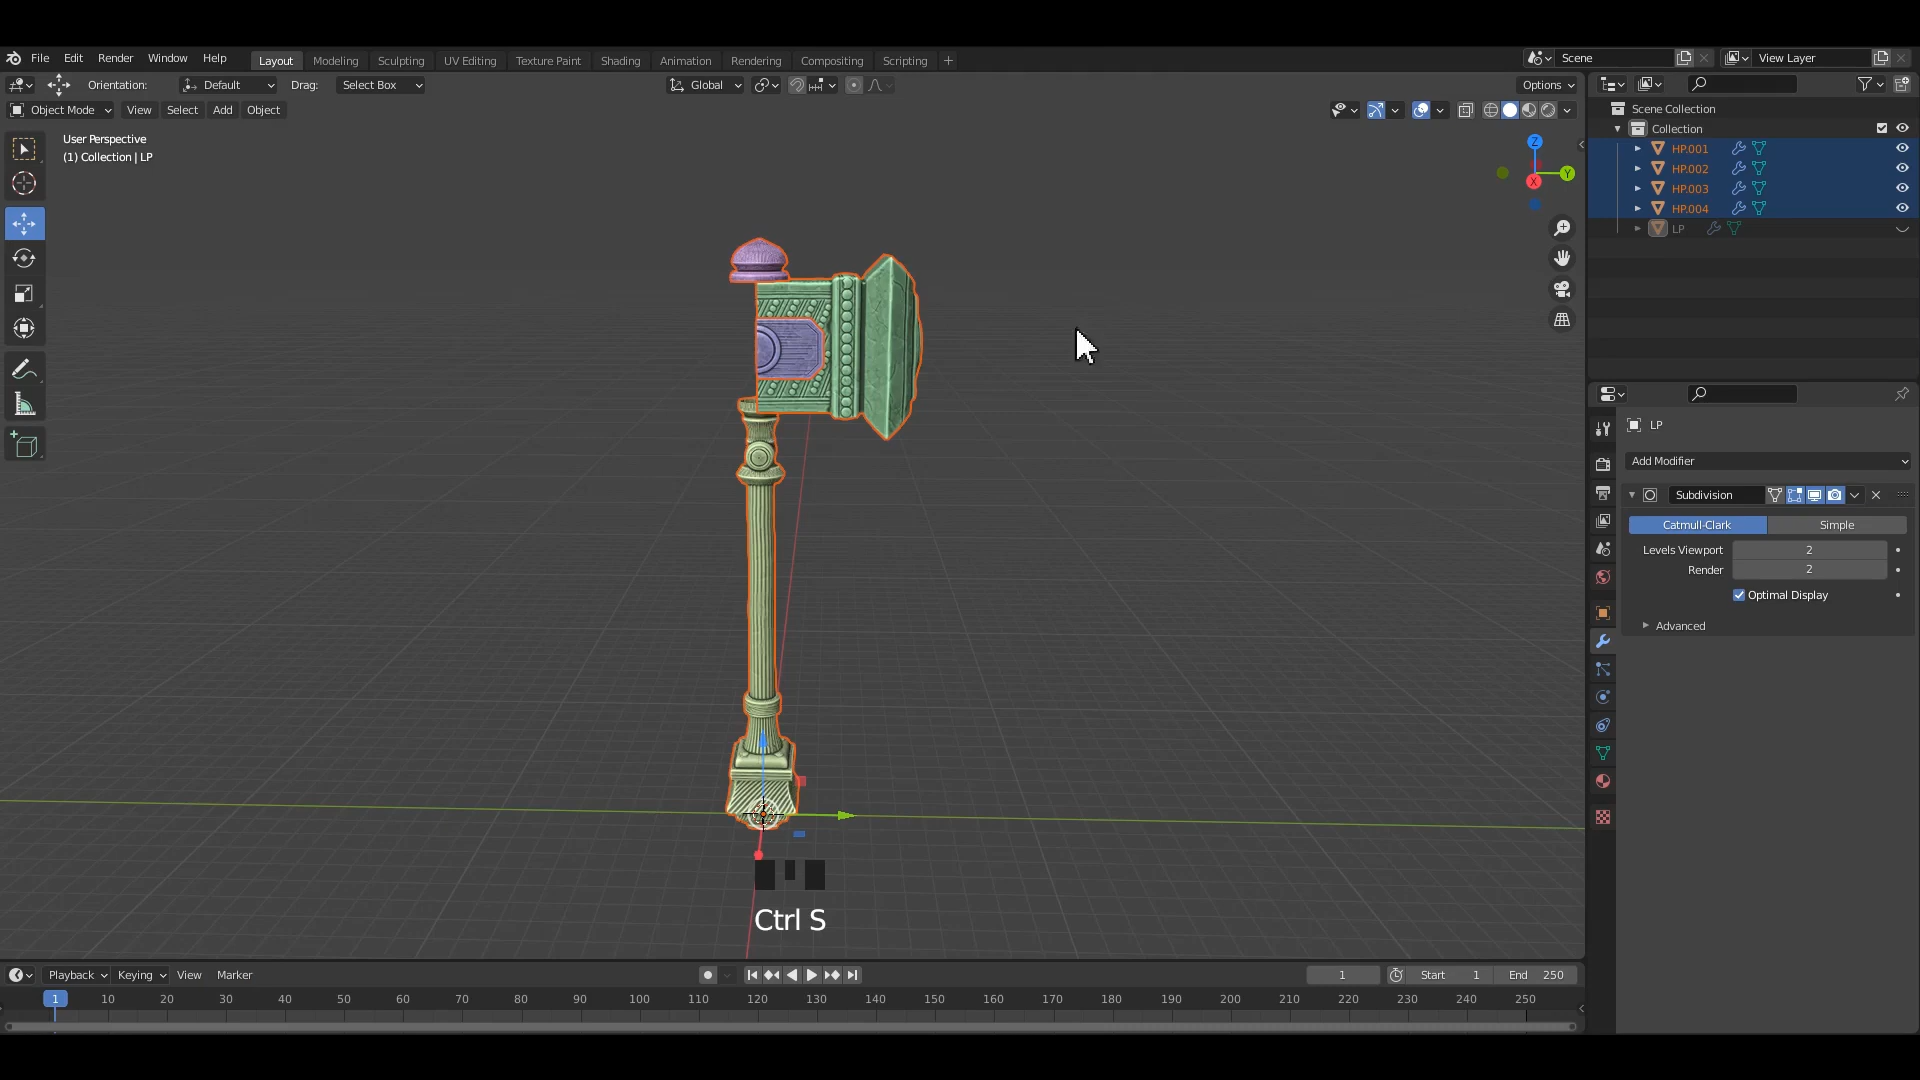 File Edit Render Window Help Layout Modeling Sculpting UV Editing Texture Paint Shading Animation Rendering Compositing Scripting + Scene View Layer
Orientation: Default Drag: Select Box Global Options
Object Mode View Select Add Object
User Perspective
(1) Collection | LP
Z
Y
X
Scene Collection
Collection
HP.001
HP.002
HP.003
HP.004
LP
LP
Add Modifier
Subdivision
Catmull-Clark Simple
Levels Viewport 2
Render 2
Optimal Display
Advanced
Ctrl S
Playback Keying View Marker 1 Start 1 End 250
1 10 20 30 40 50 60 70 80 90 100 110 120 130 140 150 160 170 180 190 200 210 220 230 240 250